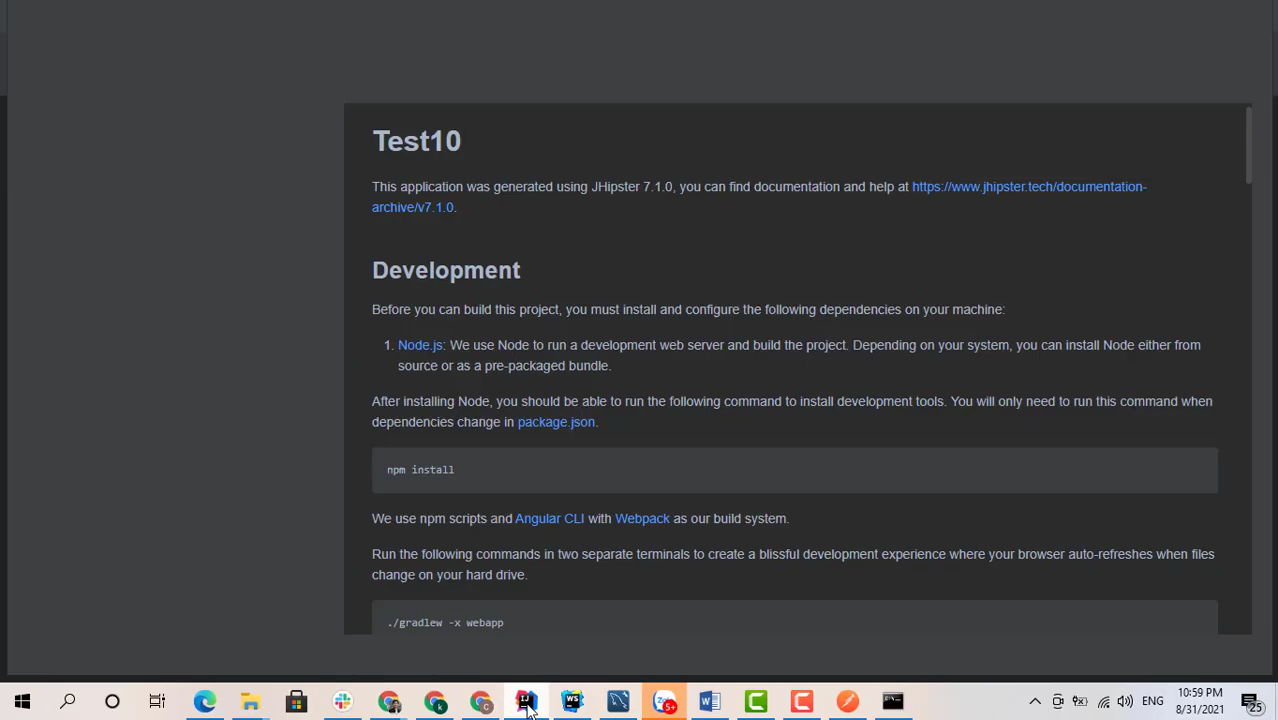 Test10
This application was generated using JHipster 7.1.0, you can find documentation and help at https://www.jhipster.tech/documentation-
archive/v7.1.0.
Development
Before you can build this project, you must install and configure the following dependencies on your machine:
1. Node.js: We use Node to run a development web server and build the project. Depending on your system, you can install Node either from
source or as a pre-packaged bundle.
After installing Node, you should be able to run the following command to install development tools. You will only need to run this command when
dependencies change in package.json.
npm install
We use npm scripts and Angular CLI with Webpack as our build system.
Run the following commands in two separate terminals to create a blissful development experience where your browser auto-refreshes when files
change on your hard drive.
./gradlew -x webapp
k
c
IJ
WS
Zalo
5+
W
C
C
ENG
10:59 PM
8/31/2021
25